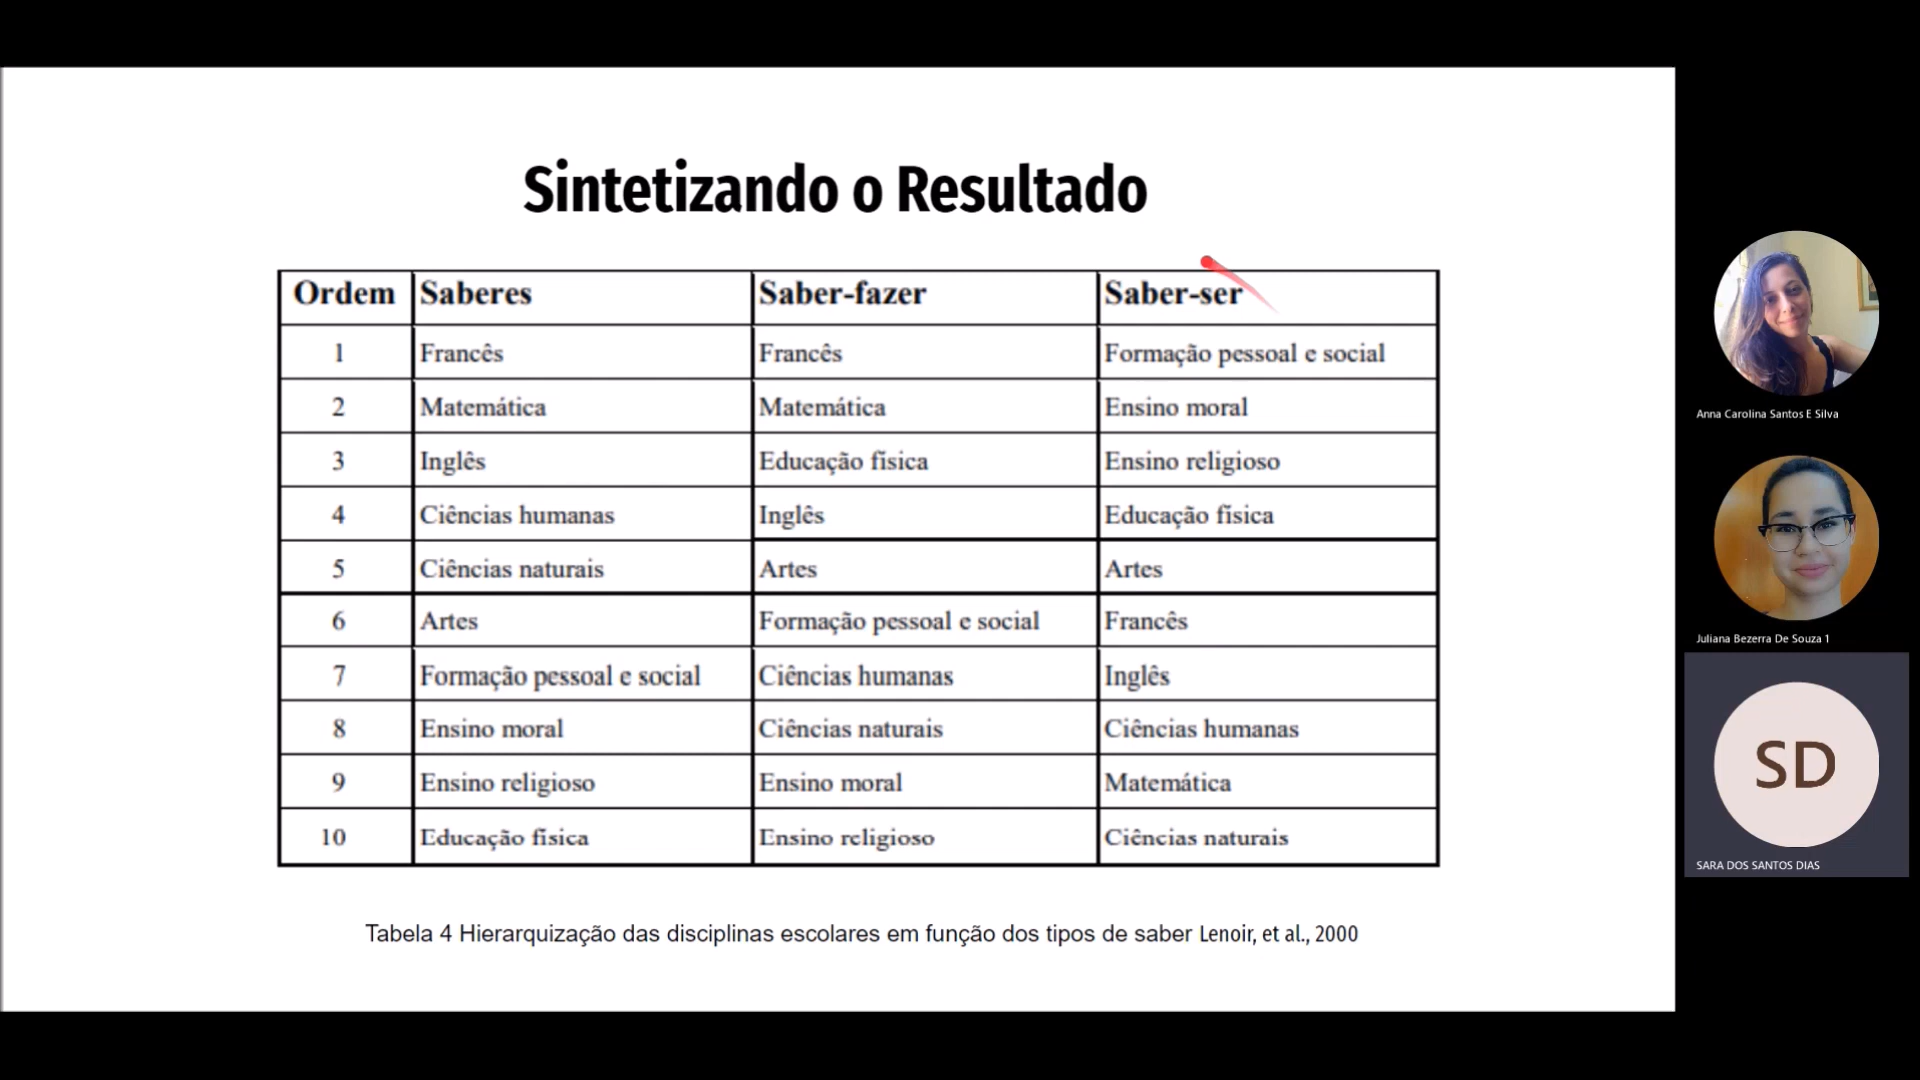 Sintetizando o Resultado
Ordem Saberes Saber-fazer Saber-ser
1 Francês Francês Formação pessoal e social
2 Matemática Matemática Ensino moral
3 Inglês Educação física Ensino religioso
4 Ciências humanas Inglês Educação física
5 Ciências naturais Artes Artes
6 Artes Formação pessoal e social Francês
7 Formação pessoal e social Ciências humanas Inglês
8 Ensino moral Ciências naturais Ciências humanas
9 Ensino religioso Ensino moral Matemática
10 Educação física Ensino religioso Ciências naturais
Tabela 4 Hierarquização das disciplinas escolares em função dos tipos de saber Lenoir, et al., 2000
Anna Carolina Santos E Silva
Juliana Bezerra De Souza 1
SD
SARA DOS SANTOS DIAS